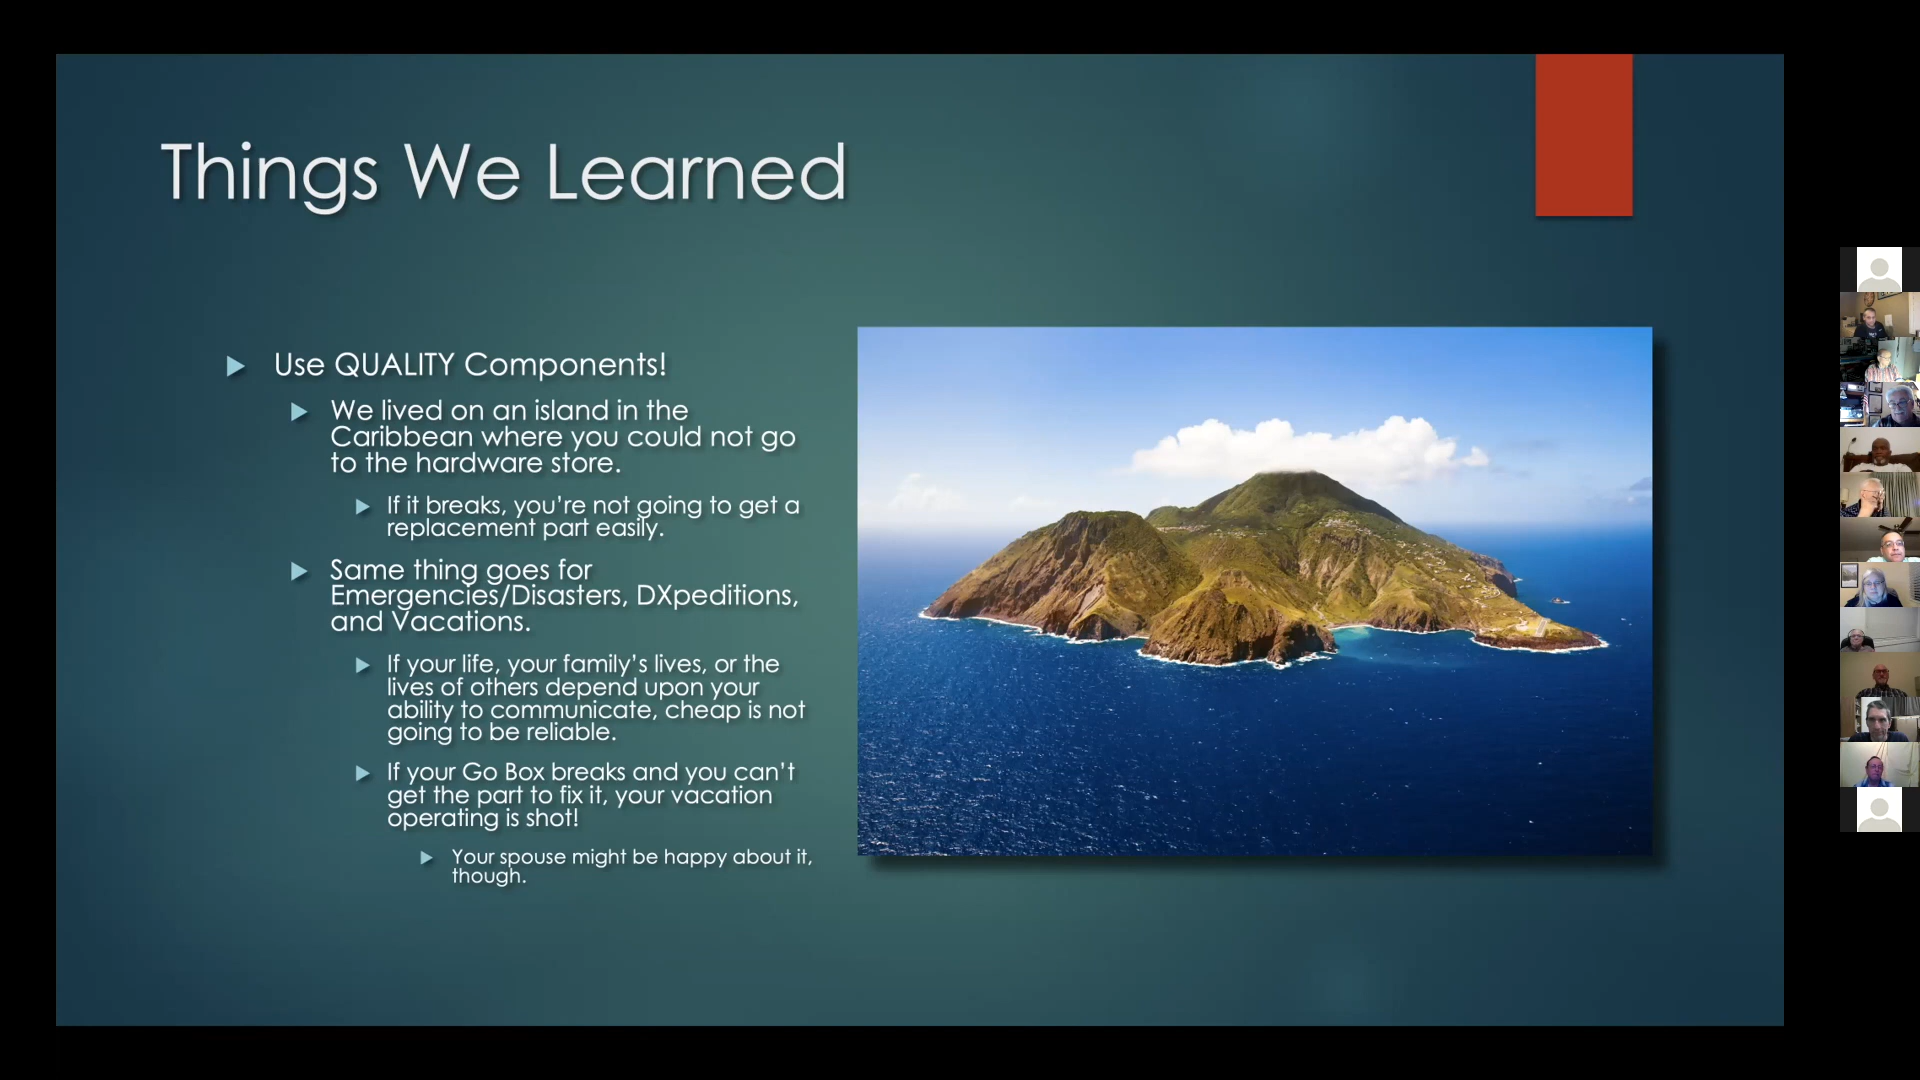 Things We Learned
Use QUALITY Components!
We lived on an island in the
Caribbean where you could not go
to the hardware store.
If it breaks, you're not going to get a
replacement part easily.
Same thing goes for
Emergencies/Disasters, DXpeditions,
and Vacations.
If your life, your family's lives, or the
lives of others depend upon your
ability to communicate, cheap is not
going to be reliable.
If your Go Box breaks and you can't
get the part to fix it, your vacation
operating is shot!
Your spouse might be happy about it,
though.